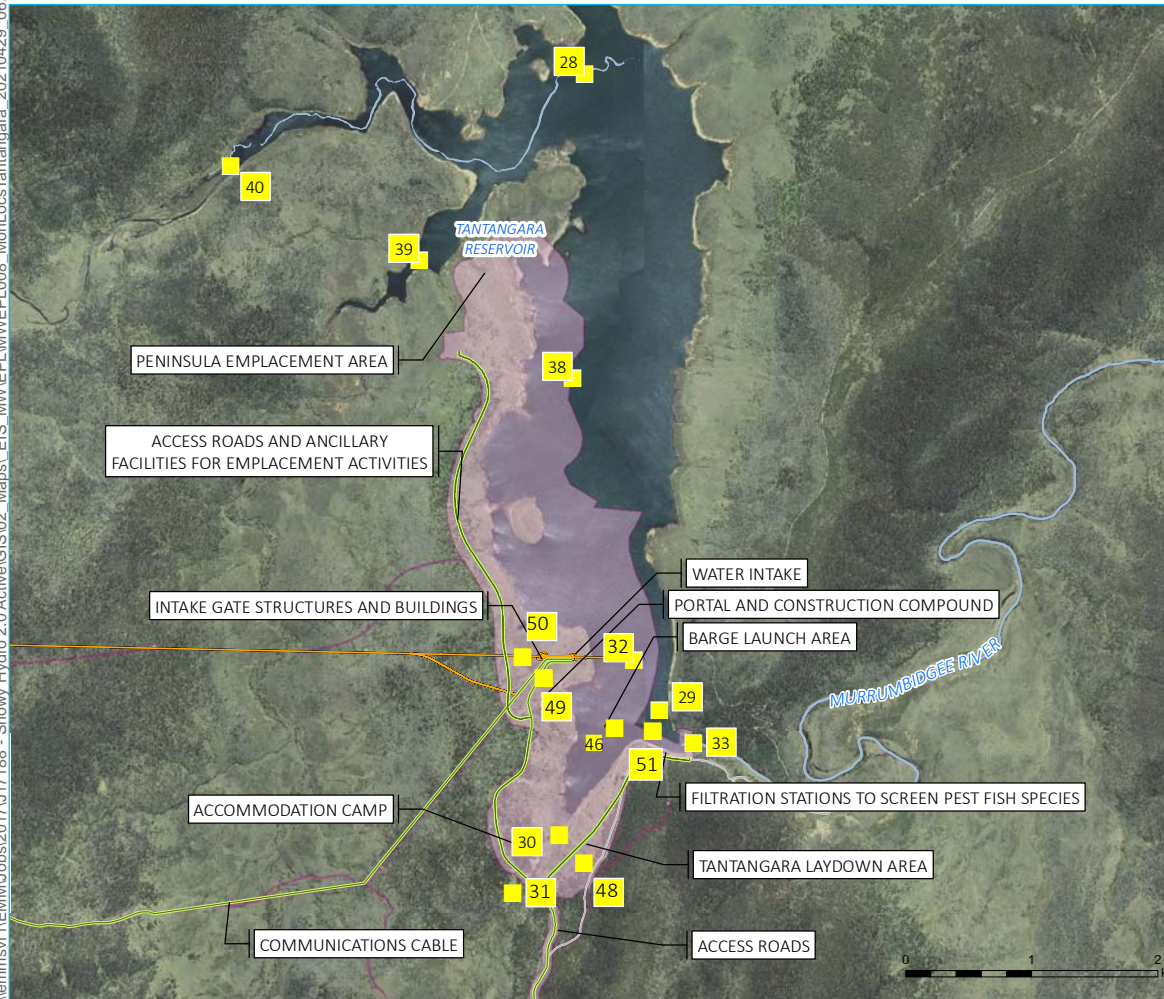 28
40
39
TANTANGARA
RESERVOIR
PENINSULA EMPLACEMENT AREA
38
ACCESS ROADS AND ANCILLARY
FACILITIES FOR EMPLACEMENT ACTIVITIES
WATER INTAKE
INTAKE GATE STRUCTURES AND BUILDINGS
PORTAL AND CONSTRUCTION COMPOUND
50
32
BARGE LAUNCH AREA
MURRUMBIDGEE RIVER
49
29
46
33
51
FILTRATION STATIONS TO SCREEN PEST FISH SPECIES
ACCOMMODATION CAMP
30
TANTANGARA LAYDOWN AREA
31
48
COMMUNICATIONS CABLE
ACCESS ROADS
0
1
2